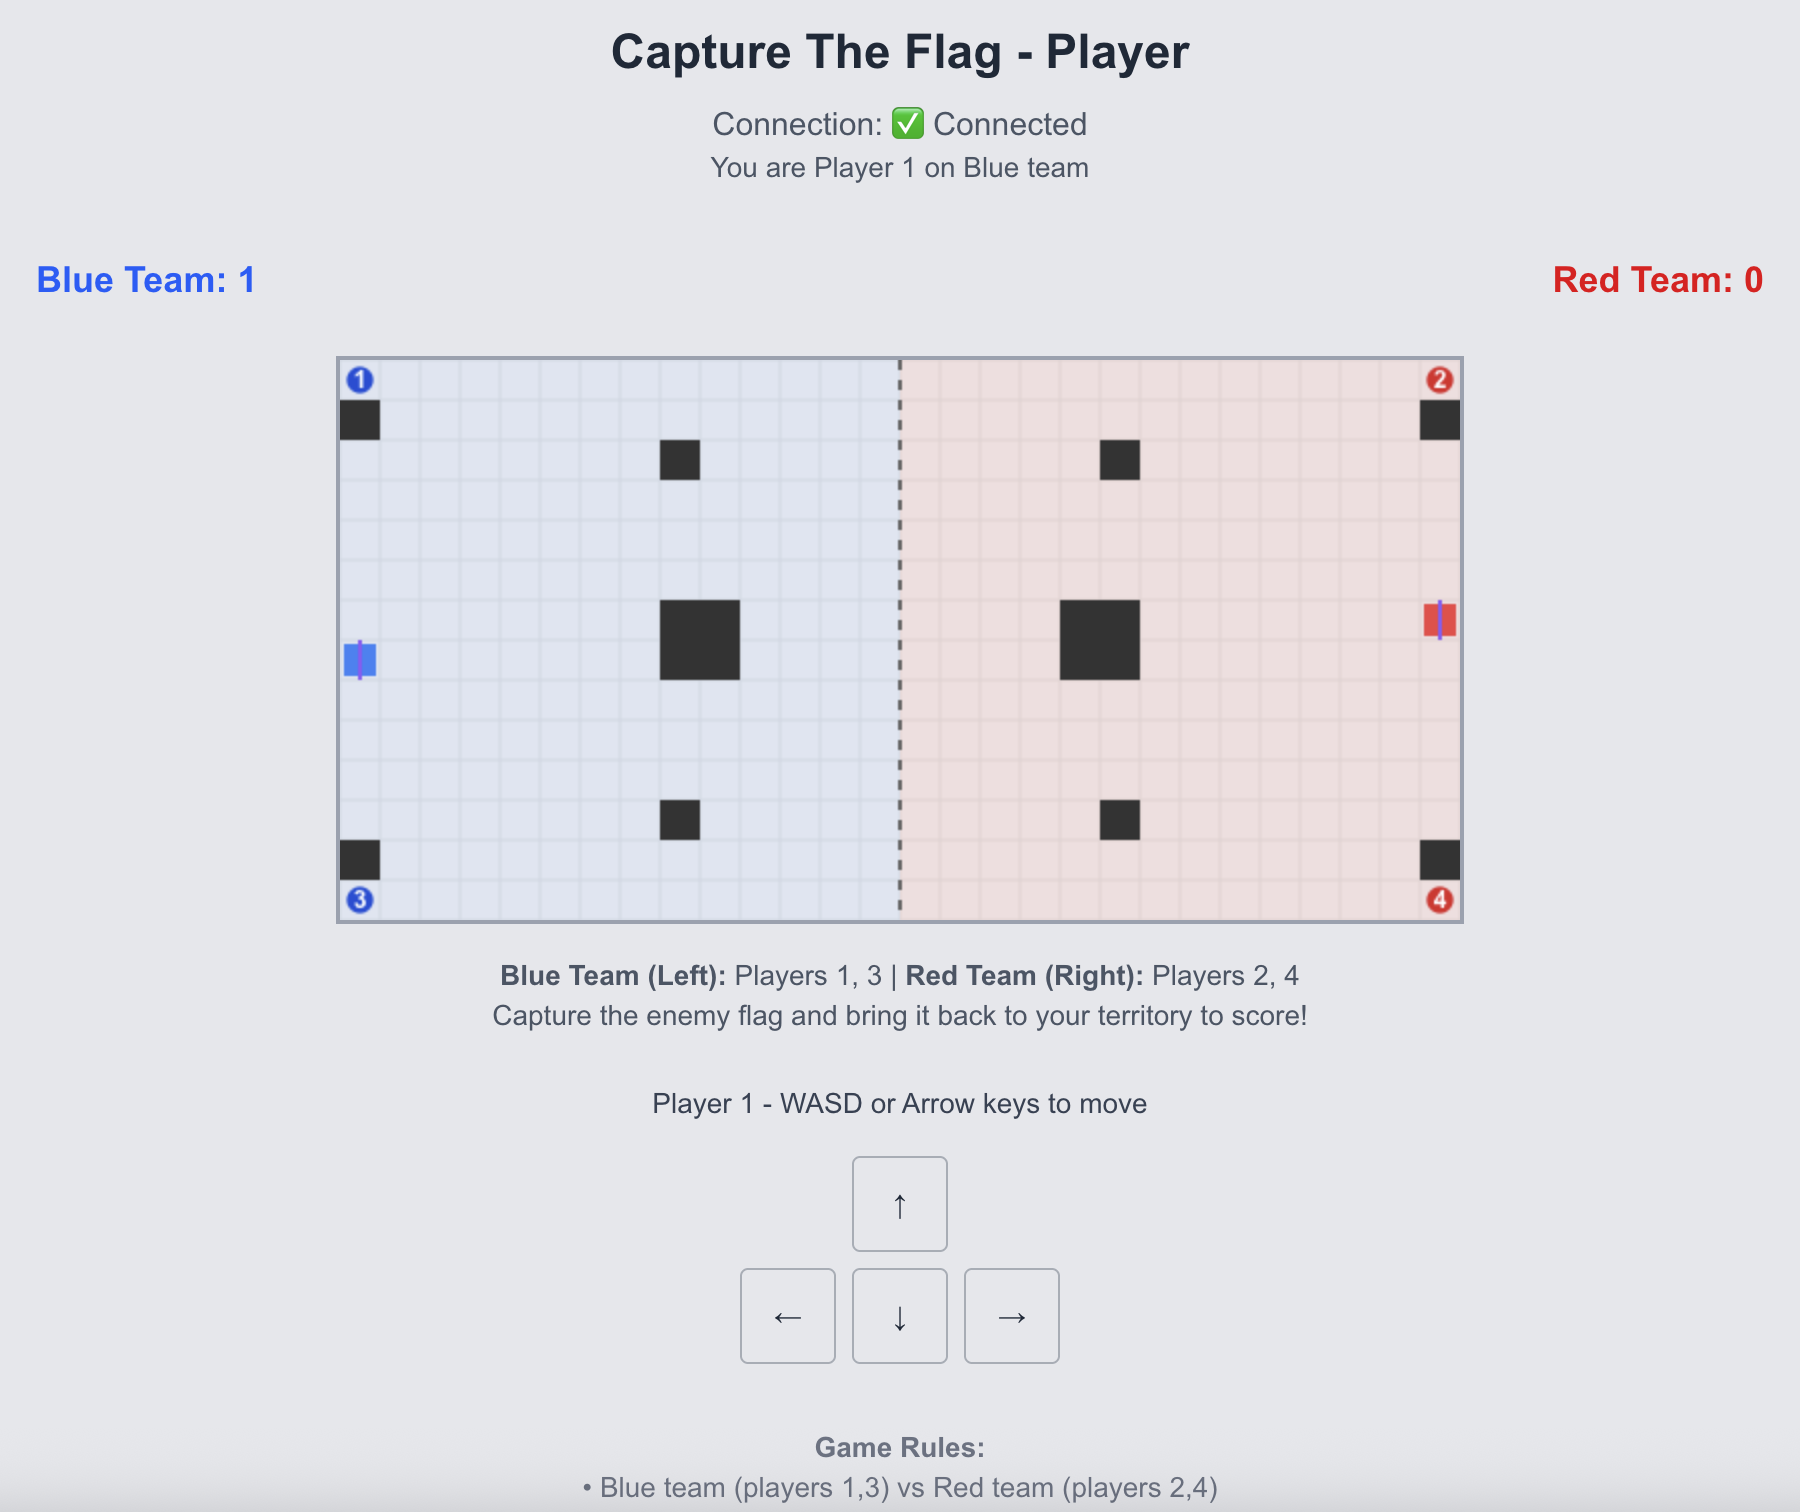 Capture The Flag - Player
Connection: ✅ Connected
You are Player 1 on Blue team
Blue Team: 1
Red Team: 0
1
2
3
4
Blue Team (Left): Players 1, 3 | Red Team (Right): Players 2, 4
Capture the enemy flag and bring it back to your territory to score!
Player 1 - WASD or Arrow keys to move
↑
← ↓ →
Game Rules:
• Blue team (players 1,3) vs Red team (players 2,4)